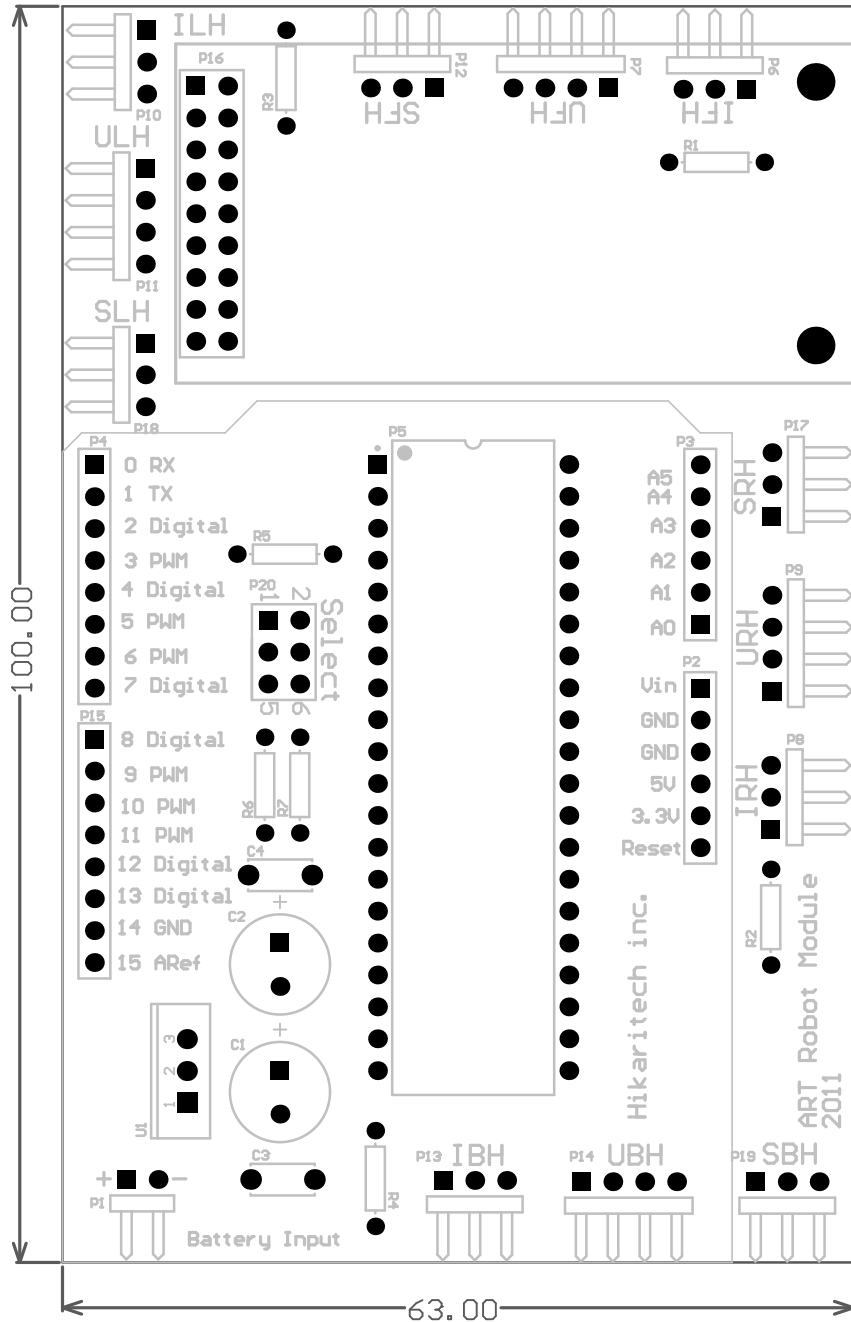 ILH
P16
P10
R3
P12
SFH
P7
UFH
P6
IFH
R1
ULH
P11
SLH
P18
P4
0 RX
1 TX
2 Digital
3 PWM
4 Digital
5 PWM
6 PWM
7 Digital
P15
8 Digital
9 PWM
10 PWM
11 PWM
12 Digital
13 Digital
14 GND
15 ARef
R5
P20
1 2
Select
5 6
R6
R7
C4
+
C2
+
C1
3
2
1
U1
C3
P5
P3
A5
A4
A3
A2
A1
A0
P2
Vin
GND
GND
5V
3.3V
Reset
P17
SRH
P9
URH
P8
IRH
R2
Hikaritech inc.
ART Robot Module
2011
+ -
P1
Battery Input
R4
P13 IBH
P14 UBH
P19 SBH
100.00
63.00